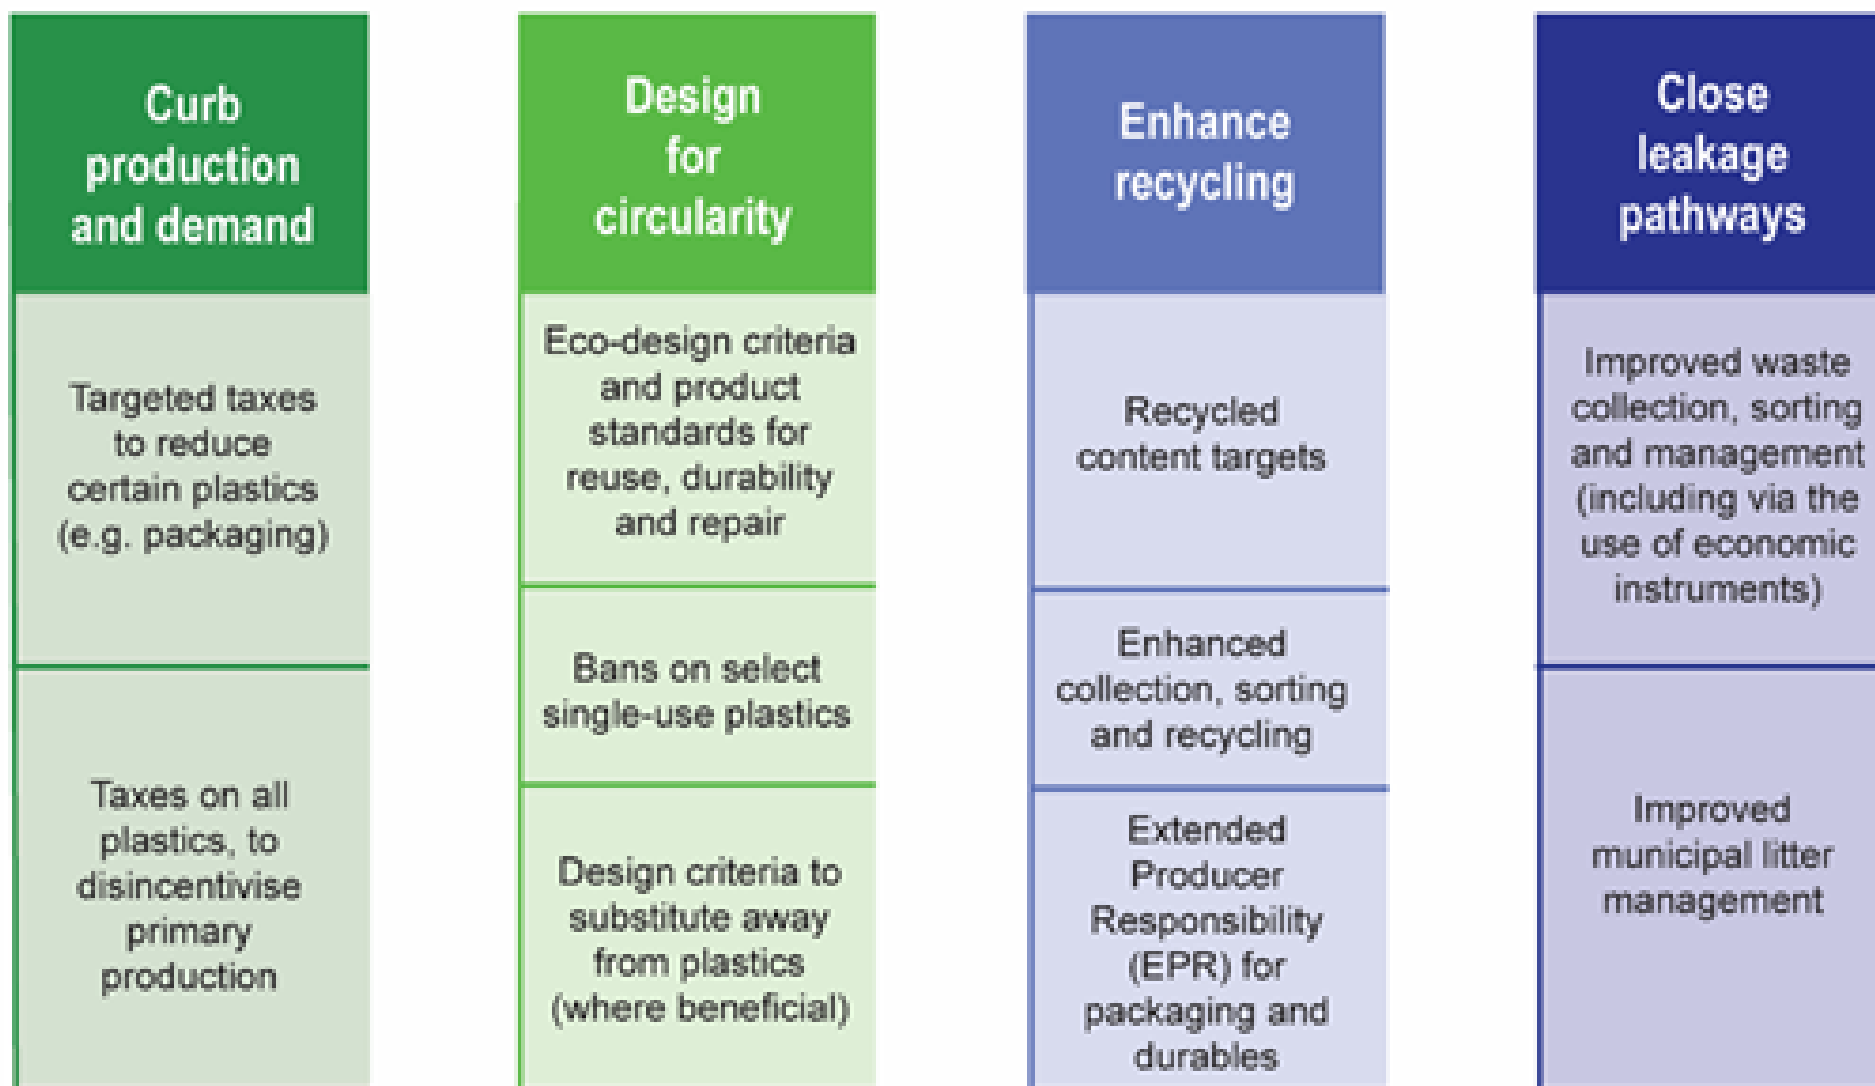 Curb
production
and demand
Targeted taxes
to reduce
certain plastics
(e.g. packaging)
Taxes on all
plastics, to
disincentivise
primary
production
Design
for
circularity
Eco-design criteria
and product
standards for
reuse, durability
and repair
Bans on select
single-use plastics
Design criteria to
substitute away
from plastics
(where beneficial)
Enhance
recycling
Recycled
content targets
Enhanced
collection, sorting
and recycling
Extended
Producer
Responsibility
(EPR) for
packaging and
durables
Close
leakage
pathways
Improved waste
collection, sorting
and management
(including via the
use of economic
instruments)
Improved
municipal litter
management